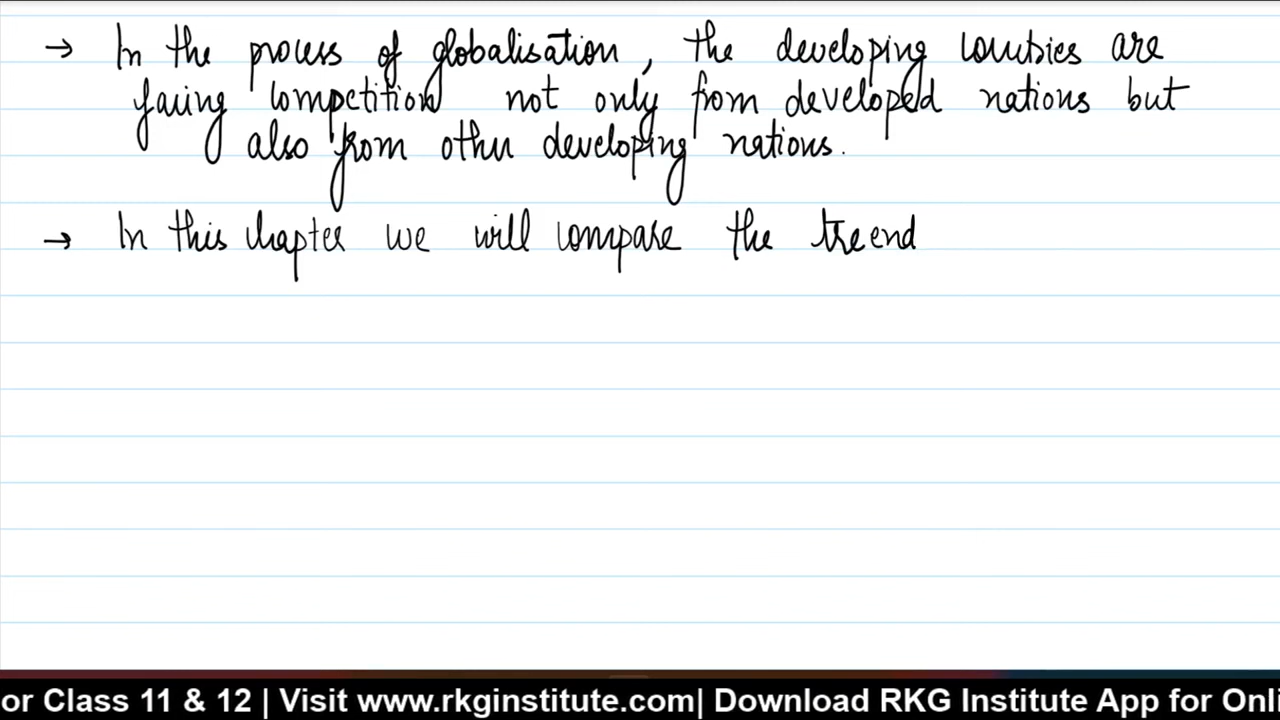 → In the process of globalisation, the developing countries are
facing competition not only from developed nations but
also from other developing nations.
→ In this chapter we will compare the treend
or Class 11 & 12 | Visit www.rkginstitute.com| Download RKG Institute App for Onli